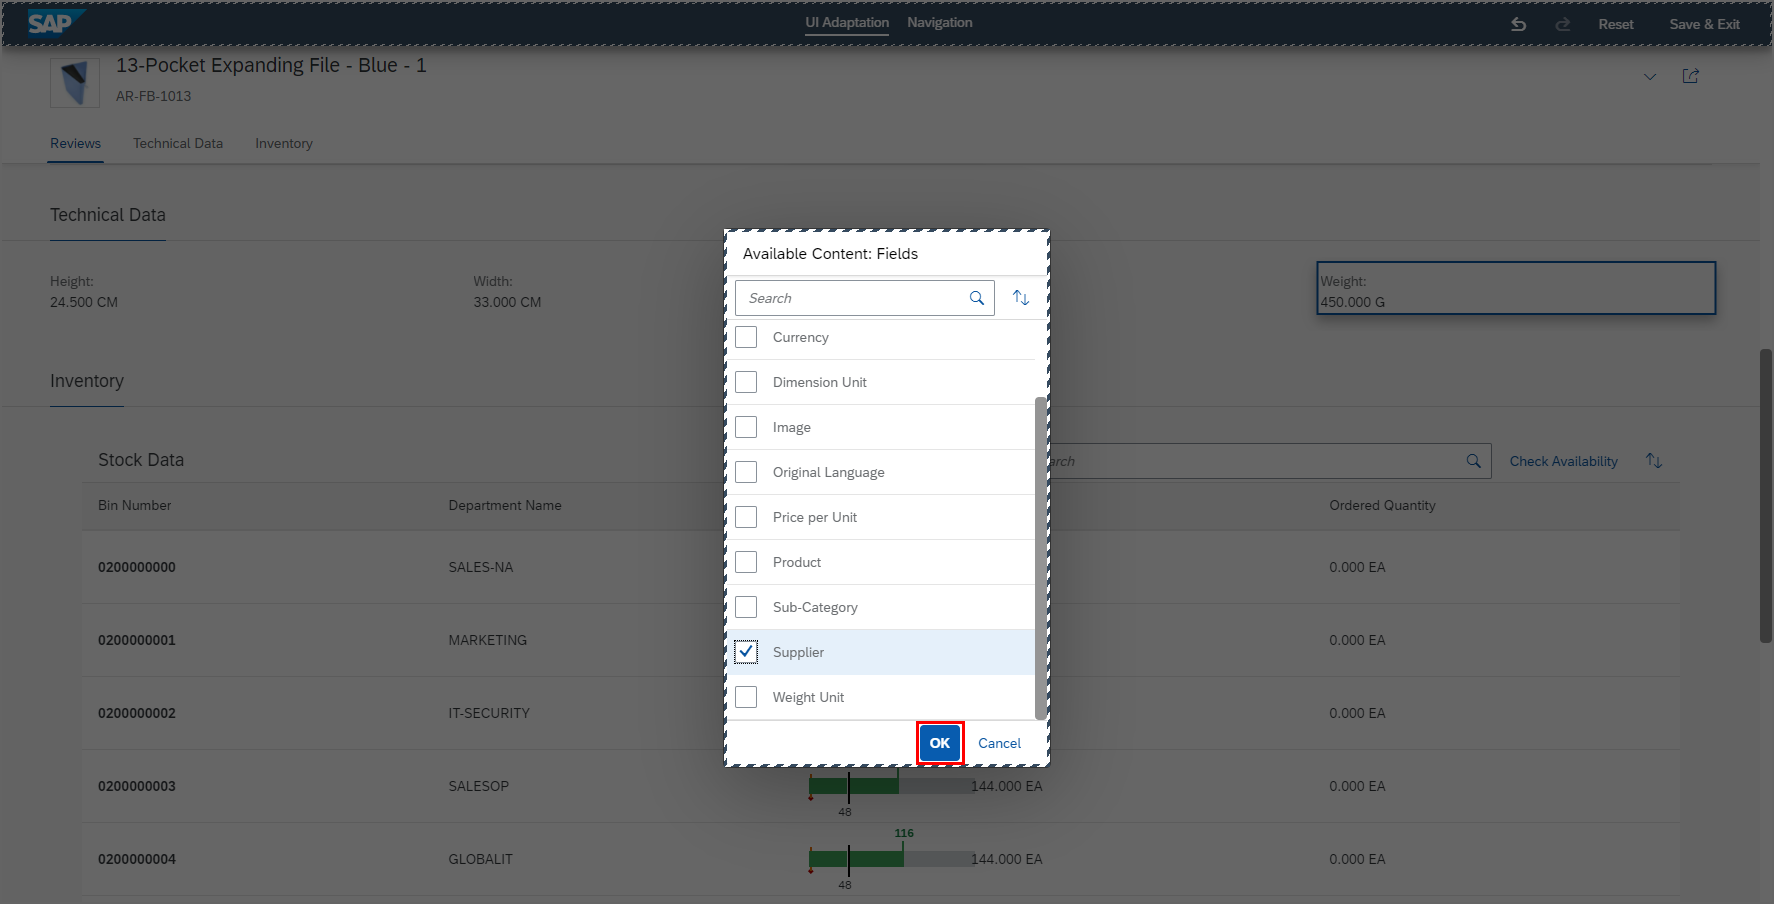 SAP
UI Adaptation Navigation
Reset Save & Exit
13-Pocket Expanding File - Blue - 1
AR-FB-1013
Reviews Technical Data Inventory
Technical Data
Height:
24.500 CM
Width:
33.000 CM
Weight:
450.000 G
Inventory
Stock Data
arch
Check Availability
Bin Number Department Name Ordered Quantity
0200000000 SALES-NA 0.000 EA
0200000001 MARKETING 0.000 EA
0200000002 IT-SECURITY 0.000 EA
0200000003 SALESOP 48 144.000 EA 0.000 EA
0200000004 GLOBALIT 116 48 144.000 EA 0.000 EA
Available Content: Fields
Search
Currency
Dimension Unit
Image
Original Language
Price per Unit
Product
Sub-Category
Supplier
Weight Unit
OK Cancel